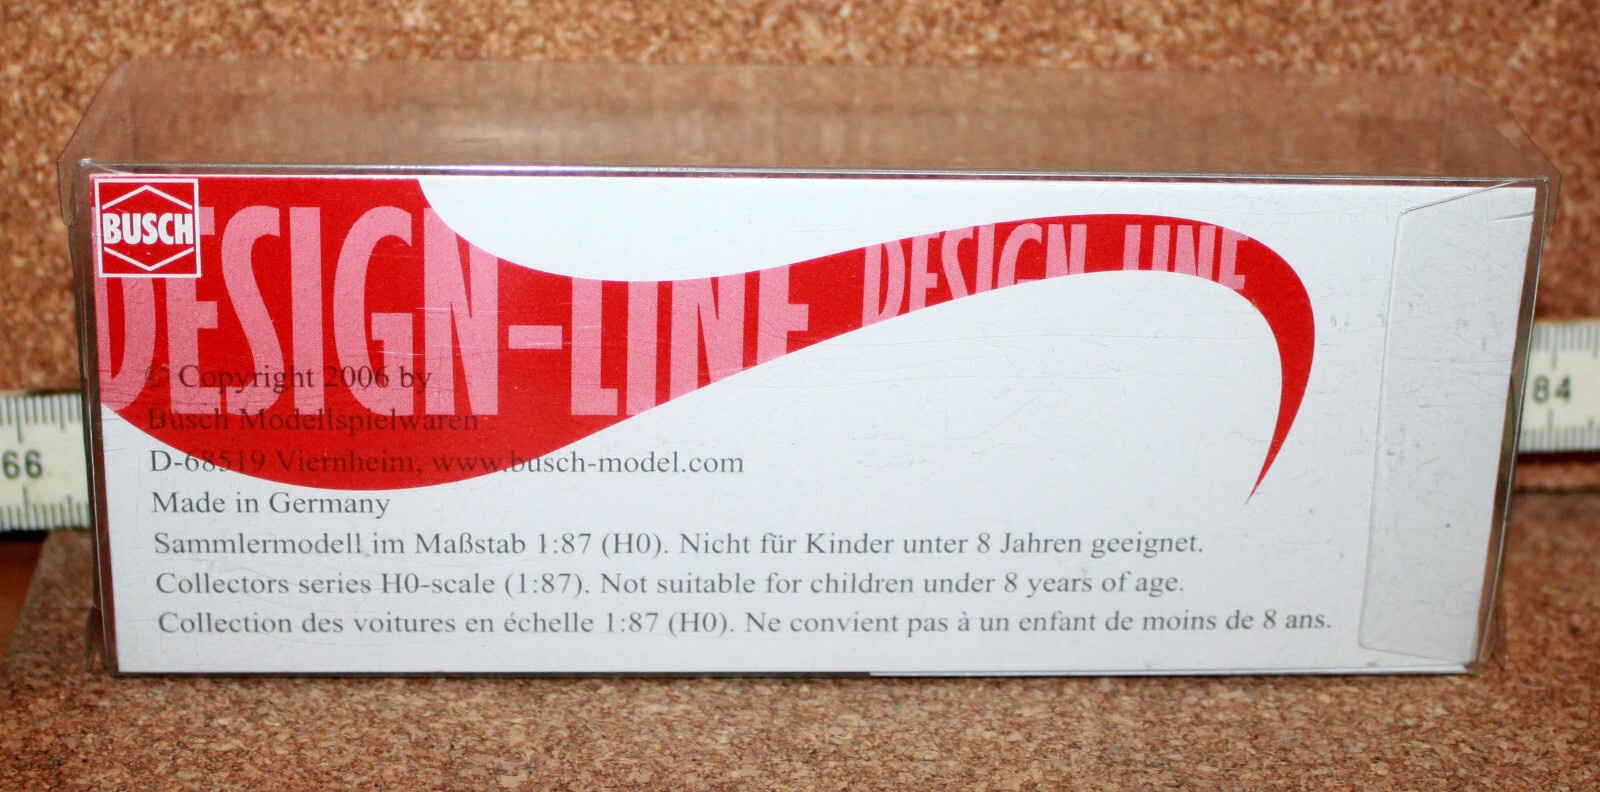 BUSCH
DESIGN-LINE DESIGN LINE
© Copyright 2006 by
Busch Modellspielwaren
D-68519 Viernheim, www.busch-model.com
Made in Germany
Sammlermodell im Maßstab 1:87 (H0). Nicht für Kinder unter 8 Jahren geeignet.
Collectors series H0-scale (1:87). Not suitable for children under 8 years of age.
Collection des voitures en échelle 1:87 (H0). Ne convient pas à un enfant de moins de 8 ans.
66
84